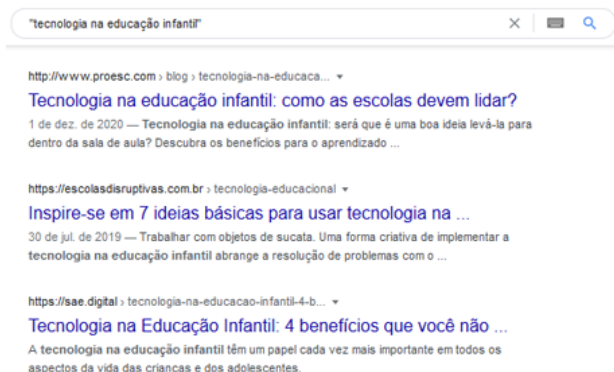 "tecnologia na educação infantil"
http://www.proesc.com › blog › tecnologia-na-educaca...
Tecnologia na educação infantil: como as escolas devem lidar?
1 de dez. de 2020 — Tecnologia na educação infantil: será que é uma boa ideia levá-la para
dentro da sala de aula? Descubra os benefícios para o aprendizado ...
https://escolasdisruptivas.com.br › tecnologia-educacional
Inspire-se em 7 ideias básicas para usar tecnologia na ...
30 de jul. de 2019 — Trabalhar com objetos de sucata. Uma forma criativa de implementar a
tecnologia na educação infantil abrange a resolução de problemas com o ...
https://sae.digital › tecnologia-na-educacao-infantil-4-b...
Tecnologia na Educação Infantil: 4 benefícios que você não ...
A tecnologia na educação infantil têm um papel cada vez mais importante em todos os
aspectos da vida das crianças e dos adolescentes.